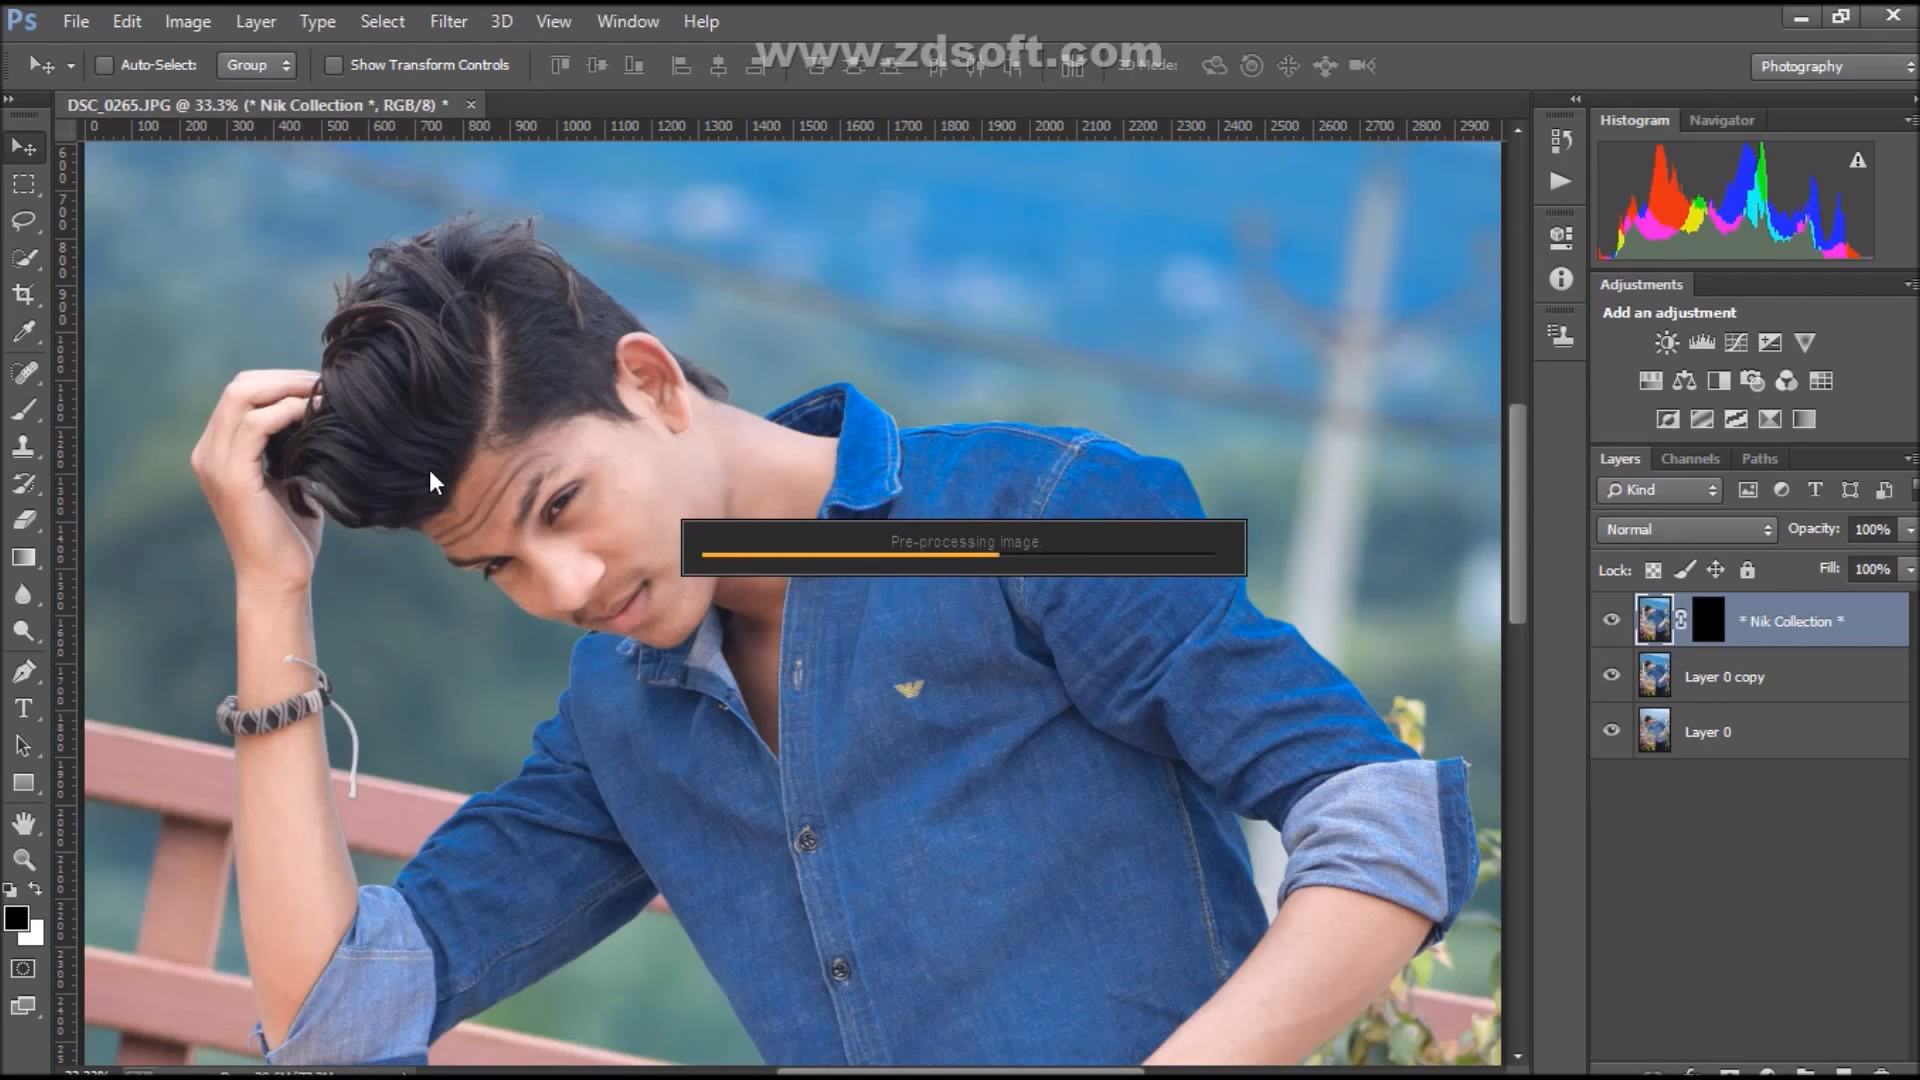 Ps File Edit Image Layer Type Select Filter 3D View Window Help
www.zdsoft.com
Auto-Select: Group Show Transform Controls 3D Mode: Photography
DSC_0265.JPG @ 33.3% (* Nik Collection *, RGB/8) * ×
0 100 200 300 400 500 600 700 800 900 1000 1100 1200 1300 1400 1500 1600 1700 1800 1900 2000 2100 2200 2300 2400 2500 2600 2700 2800 2900
Histogram Navigator
Adjustments
Add an adjustment
Layers Channels Paths
Kind
Normal Opacity: 100%
Lock: Fill: 100%
Pre-processing image.
* Nik Collection *
Layer 0 copy
Layer 0